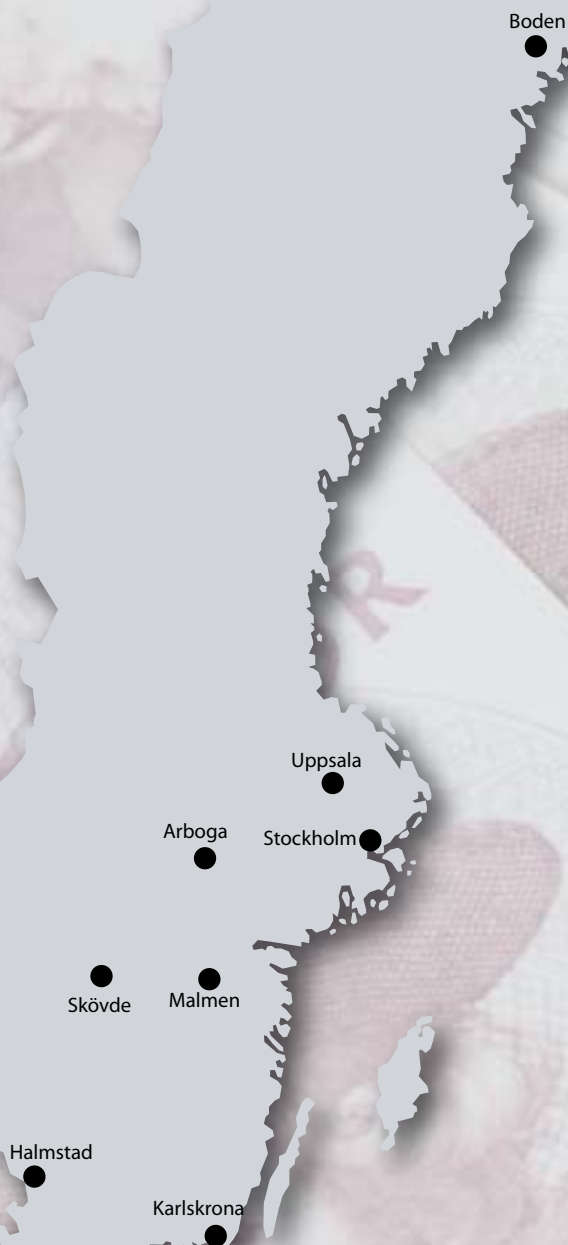 Boden
Uppsala
Arboga
Stockholm
Skövde
Malmen
Halmstad
Karlskrona